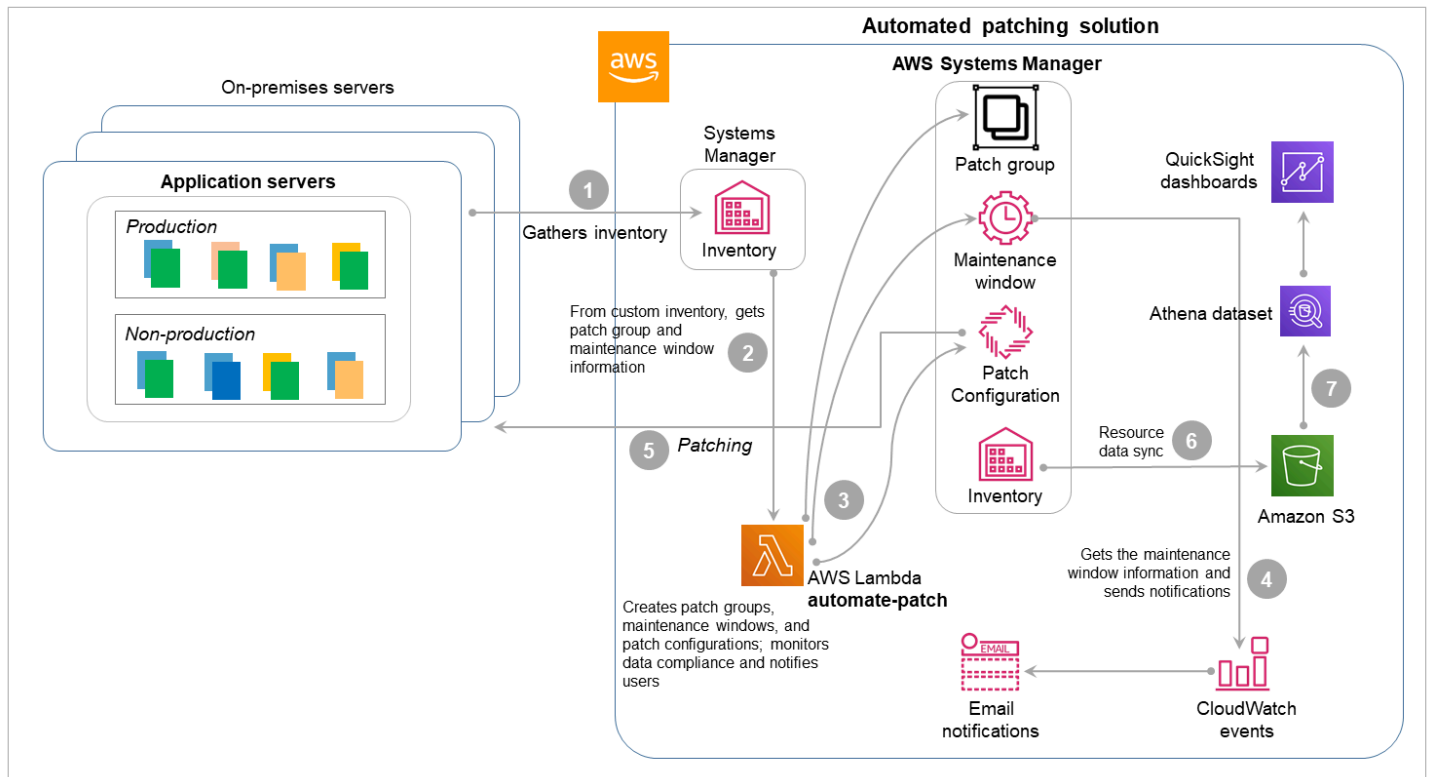 Automated patching solution
aws
On-premises servers
Application servers
Production
Non-production
1
Gathers inventory
Systems
Manager
Inventory
From custom inventory, gets
patch group and
maintenance window
information
2
5
Patching
3
AWS Lambda
automate-patch
Creates patch groups,
maintenance windows, and
patch configurations; monitors
data compliance and notifies
users
AWS Systems Manager
Patch group
Maintenance
window
Patch
Configuration
Inventory
Resource
data sync
6
Amazon S3
7
Athena dataset
QuickSight
dashboards
Gets the maintenance
window information and
sends notifications
4
CloudWatch
events
EMAIL
Email
notifications